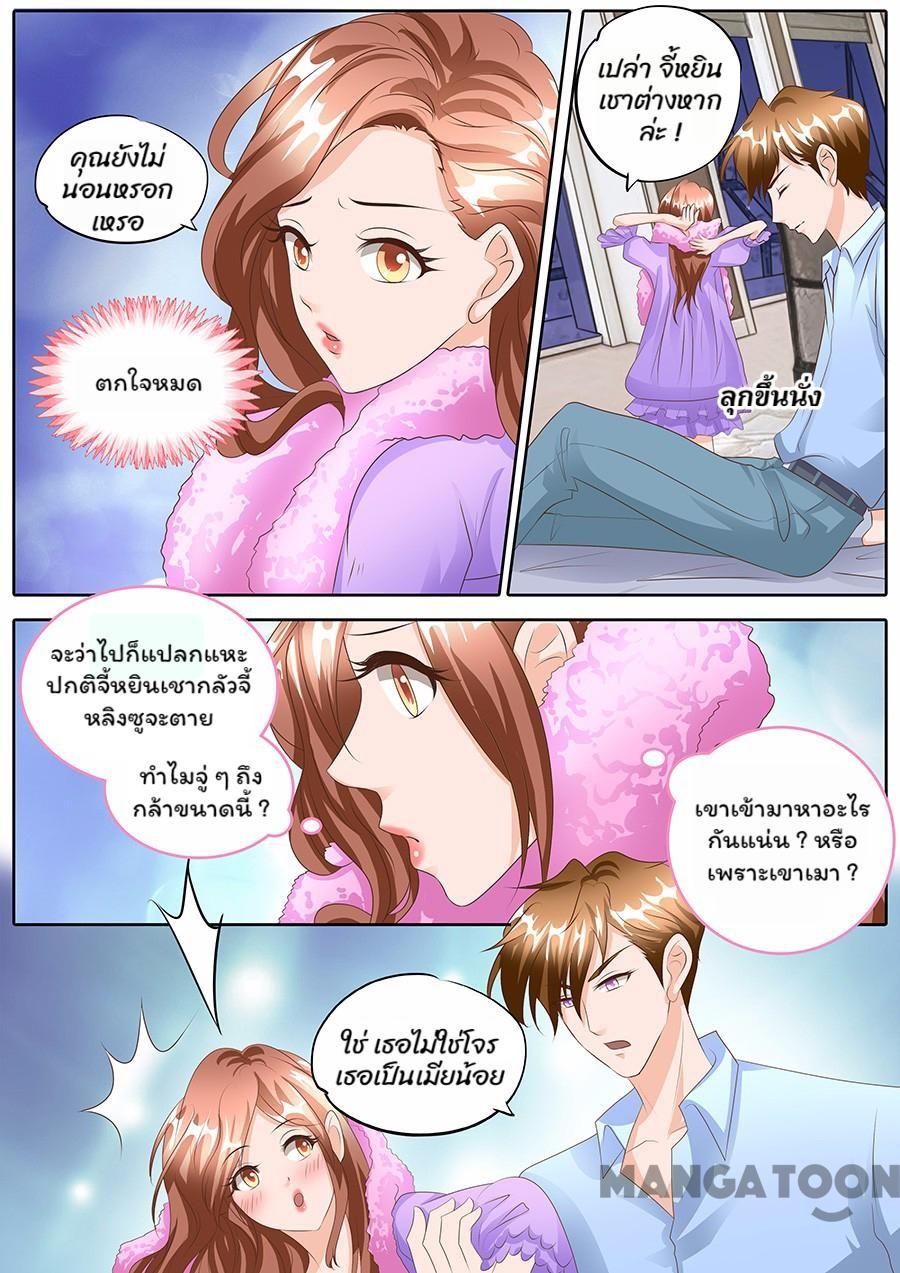 คุณยังไม่
นอนหรอก
เหรอ
ตกใจหมด
เปล่า จี้หยิน
เชาต่างหาก
ล่ะ !
ลุกขึ้นนั่ง
จะว่าไปก็แปลกแหะ
ปกติจี้หยินเชากลัวจี้
หลิงซูจะตาย
ทำไมจู่ ๆ ถึง
กล้าขนาดนี้ ?
เขาเข้ามาหาอะไร
กันแน่น ? หรือ
เพราะเขาเมา ?
ใช่ เธอไม่ใช่โจร
เธอเป็นเมียน้อย
MANGATOON